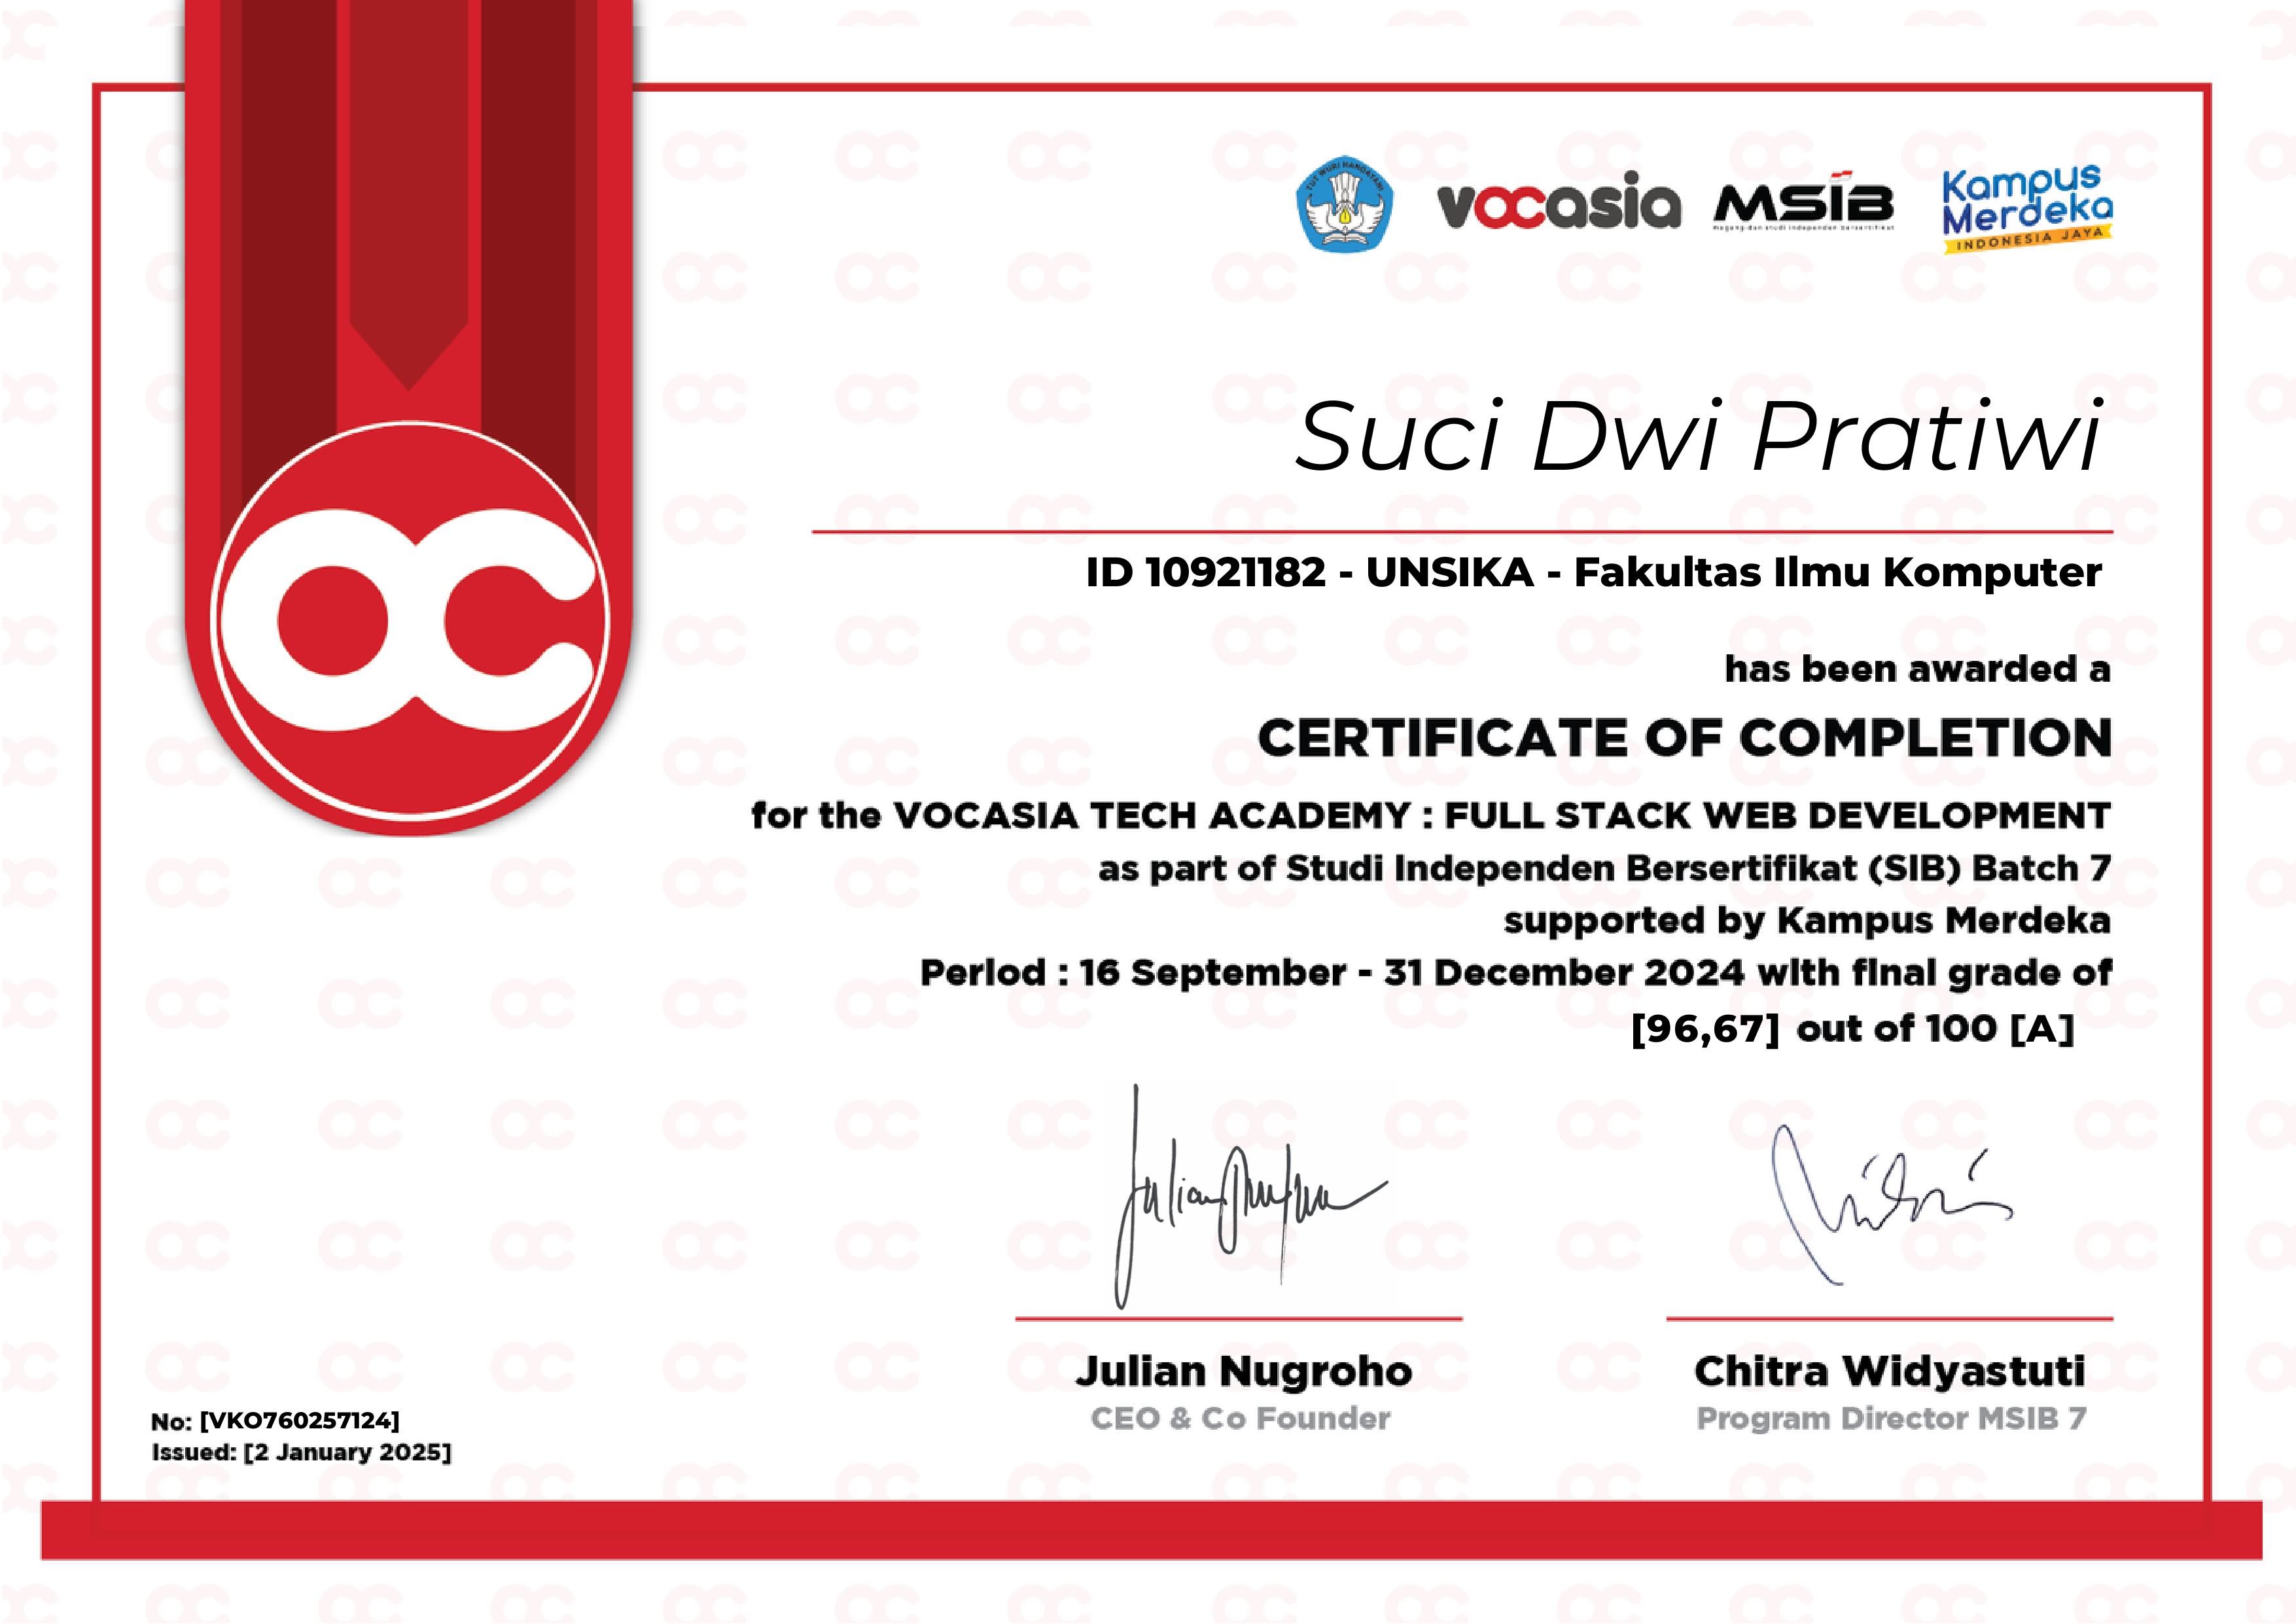 TUT WURI HANDAYANI
vocasia
MSIB
magang dan studi independen bersertifikat
Kampus
Merdeka
INDONESIA JAYA
Suci Dwi Pratiwi
ID 10921182 - UNSIKA - Fakultas Ilmu Komputer
has been awarded a
CERTIFICATE OF COMPLETION
for the VOCASIA TECH ACADEMY : FULL STACK WEB DEVELOPMENT
as part of Studi Independen Bersertifikat (SIB) Batch 7
supported by Kampus Merdeka
Period : 16 September - 31 December 2024 with final grade of
[96,67] out of 100 [A]
Julian Nugroho
CEO & Co Founder
Chitra Widyastuti
Program Director MSIB 7
No: [VKO760257124]
Issued: [2 January 2025]